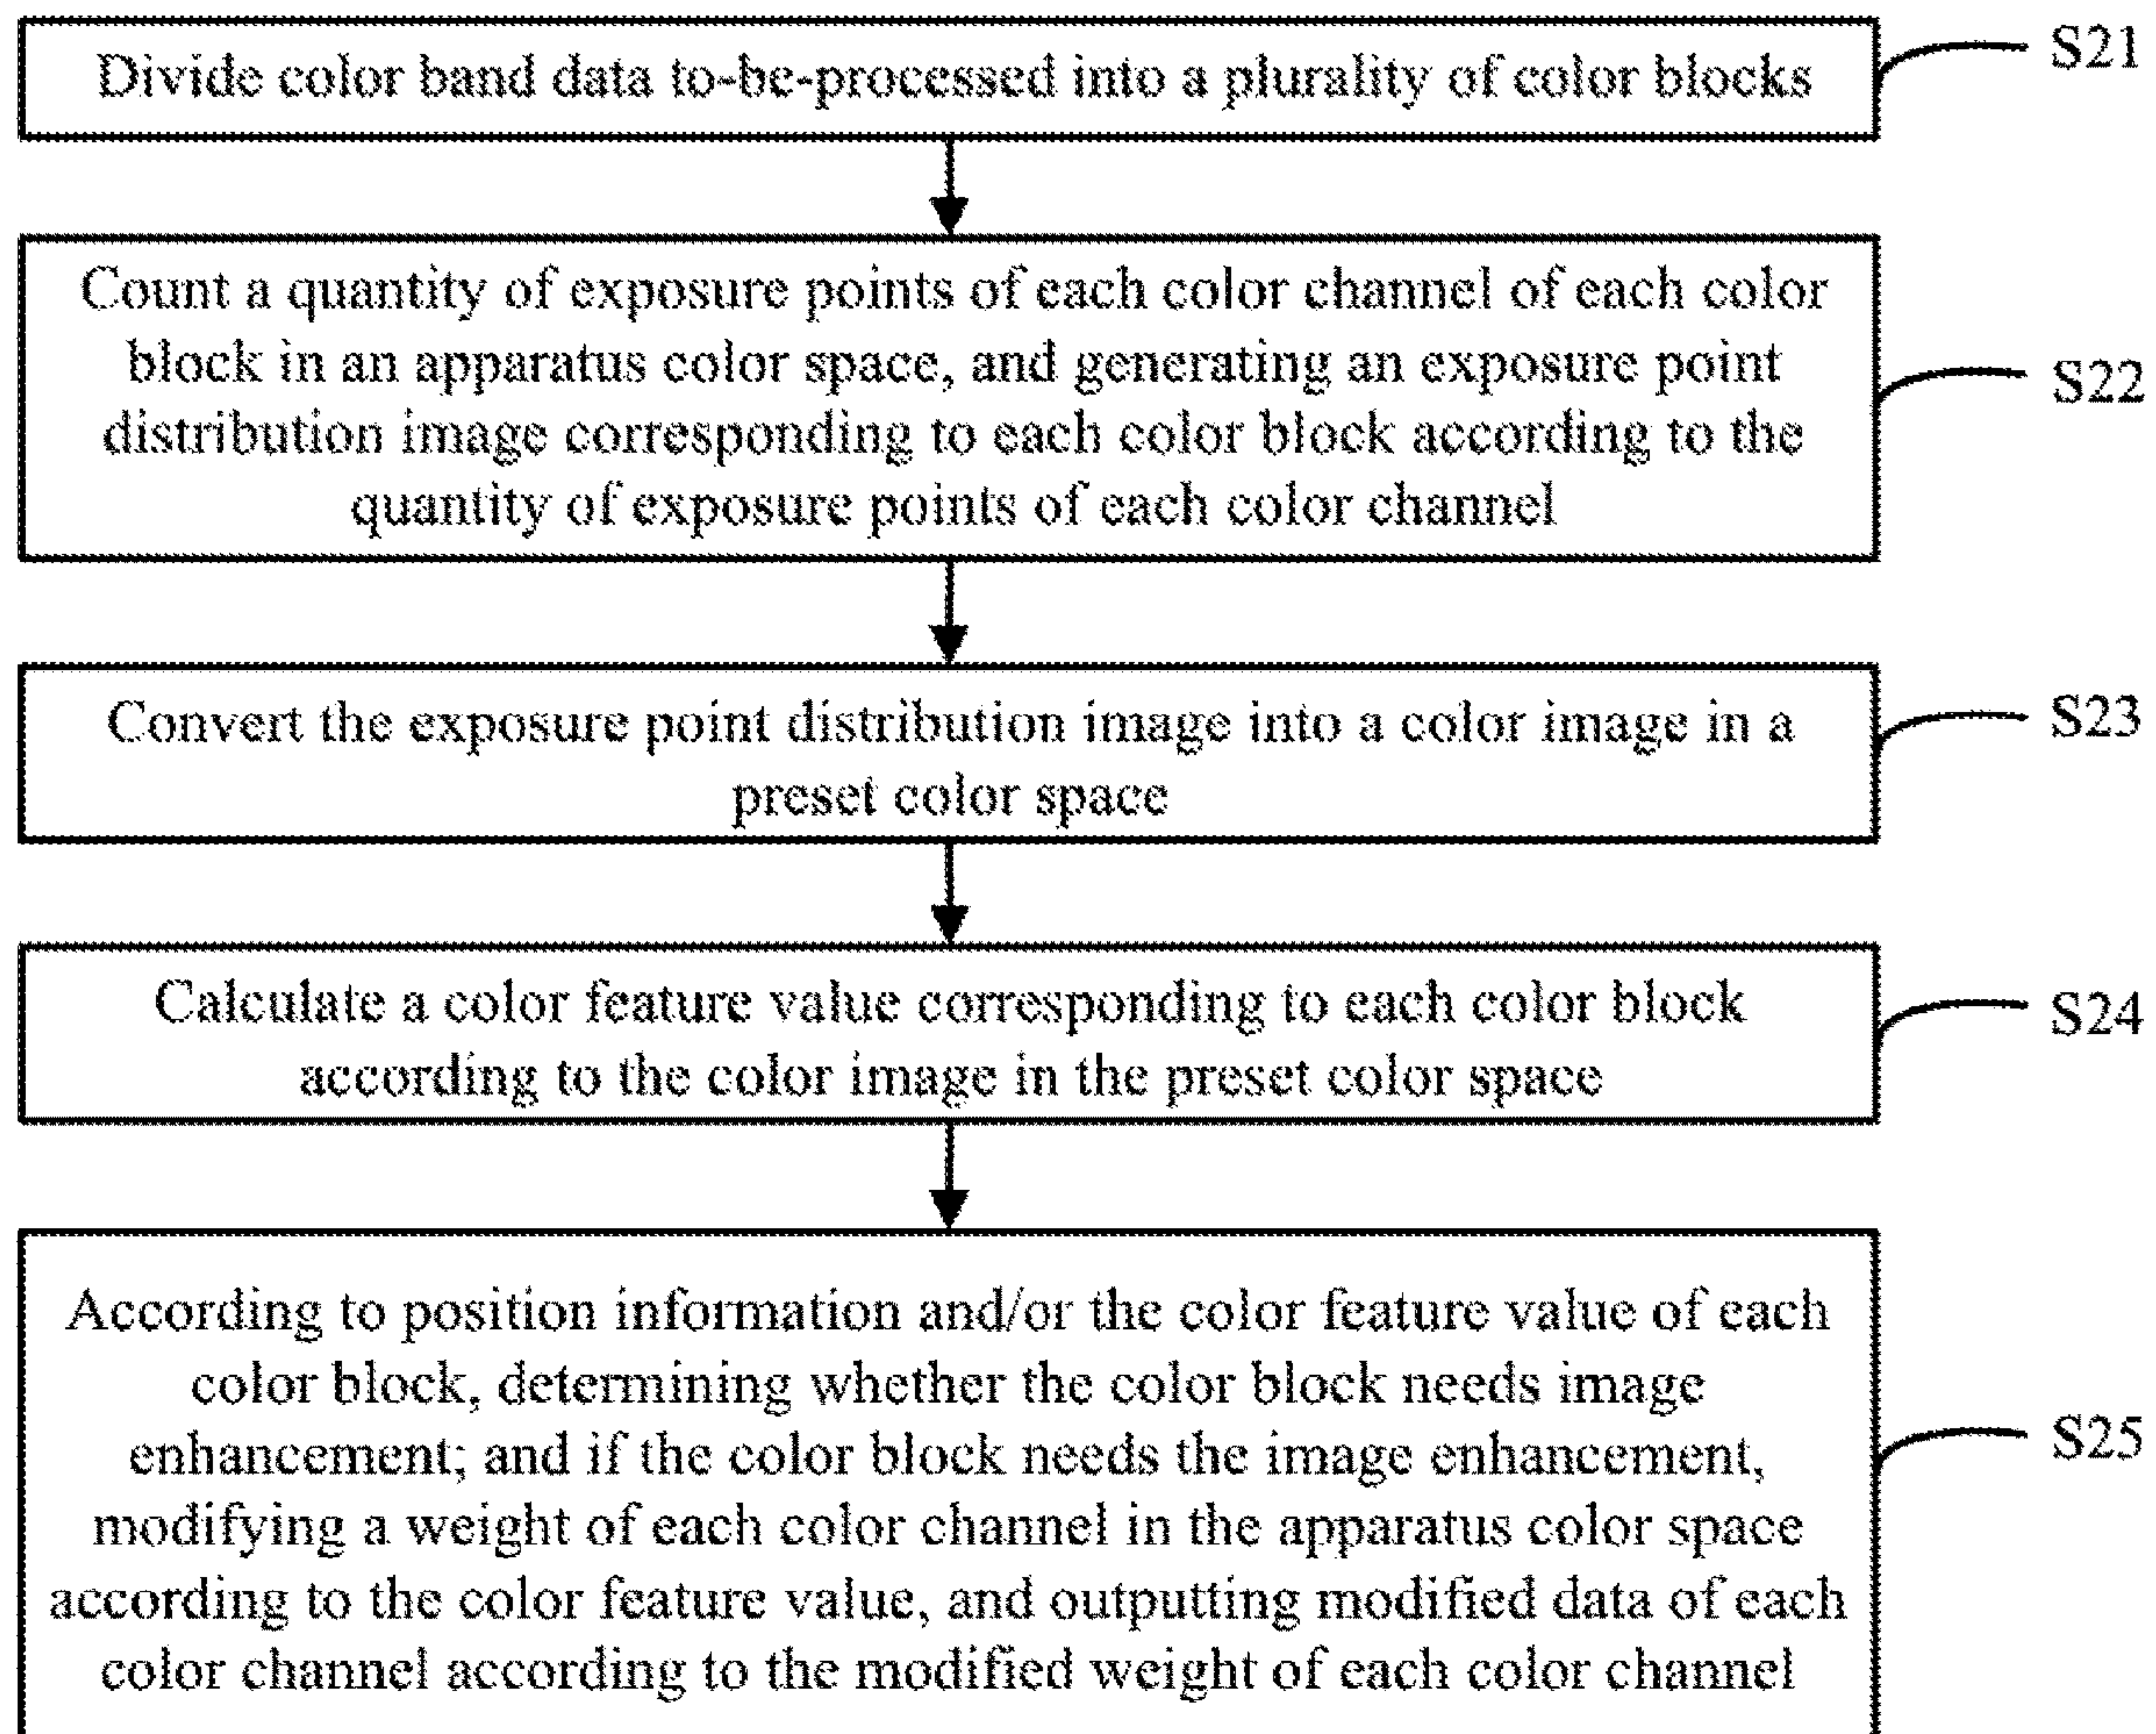 Divide color band data to-be-processed into a plurality of color blocks
S21
Count a quantity of exposure points of each color channel of each color
block in an apparatus color space, and generating an exposure point
distribution image corresponding to each color block according to the
quantity of exposure points of each color channel
S22
Convert the exposure point distribution image into a color image in a
preset color space
S23
Calculate a color feature value corresponding to each color block
according to the color image in the preset color space
S24
According to position information and/or the color feature value of each
color block, determining whether the color block needs image
enhancement; and if the color block needs the image enhancement,
modifying a weight of each color channel in the apparatus color space
according to the color feature value, and outputting modified data of each
color channel according to the modified weight of each color channel
S25